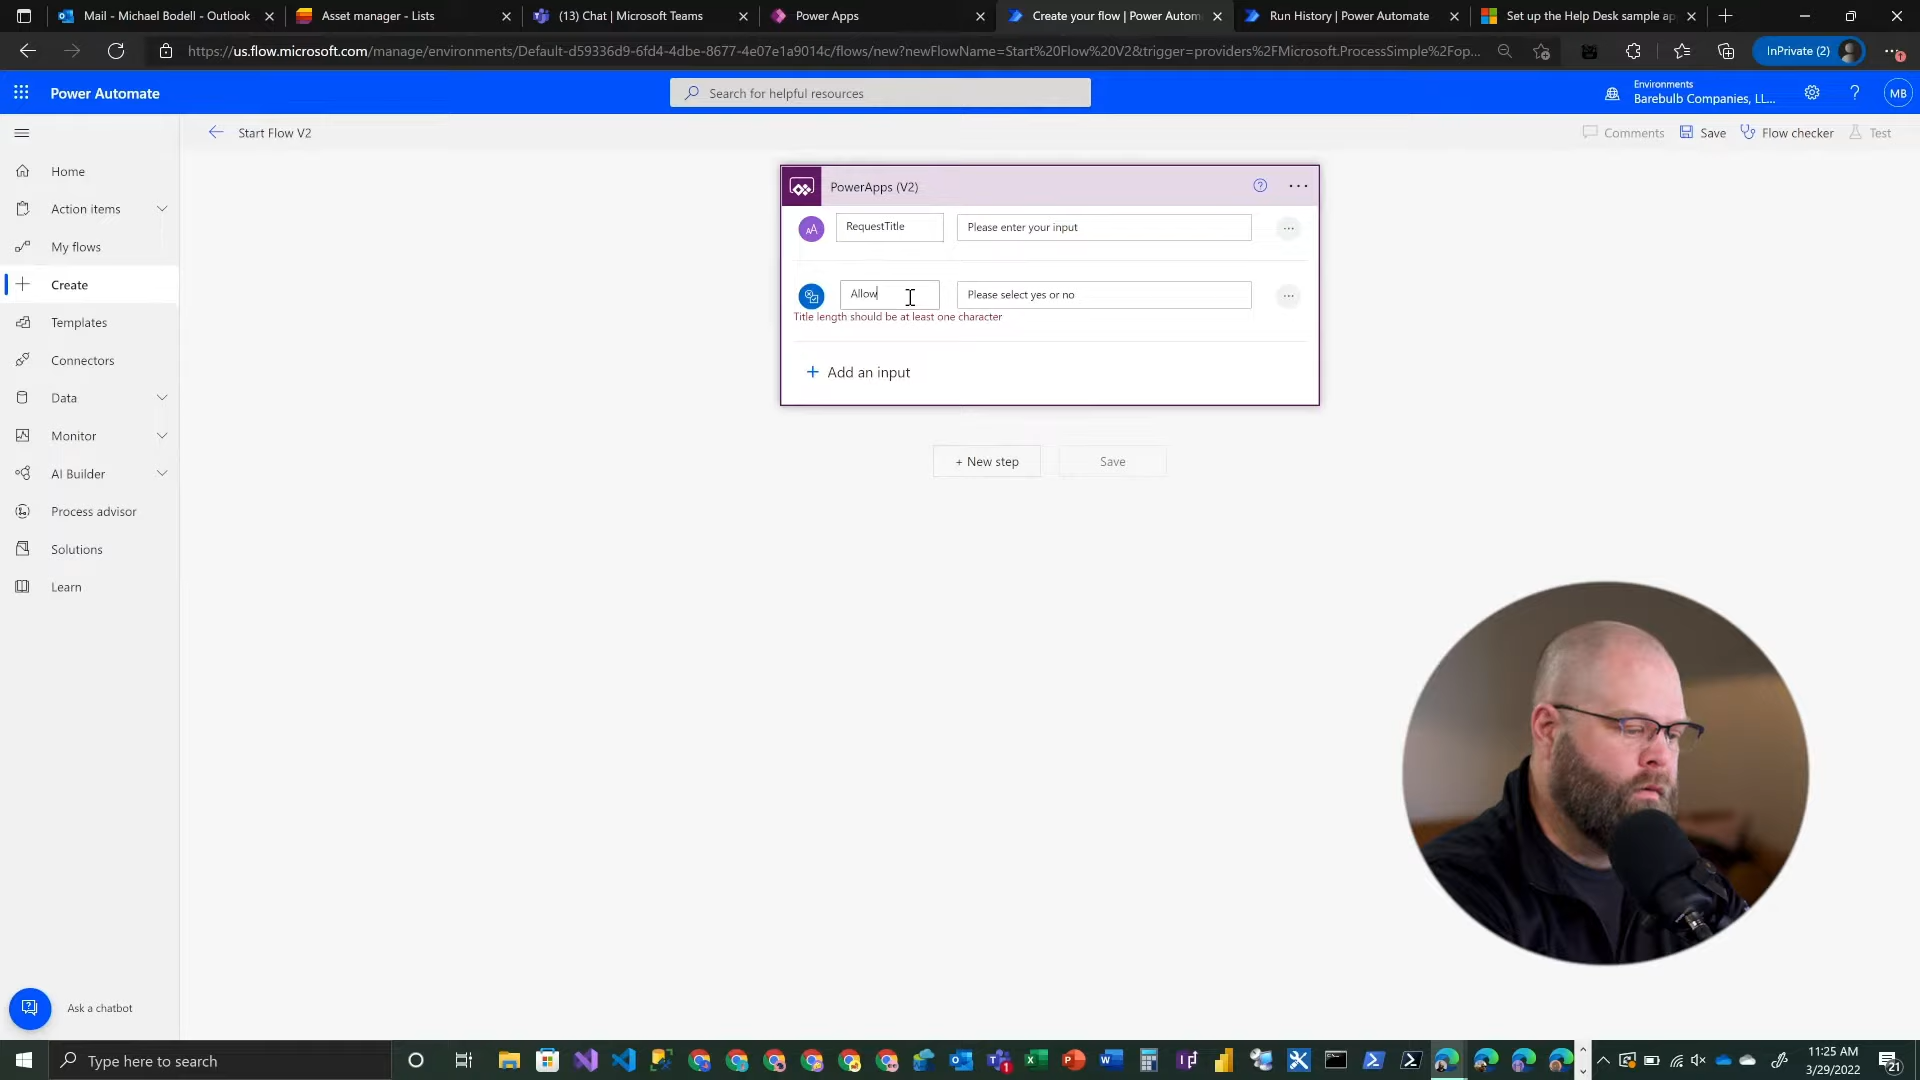 Mail - Michael Bodell - Outlook
Asset manager - Lists
(13) Chat | Microsoft Teams
Power Apps
Create your flow | Power Autom
Run History | Power Automate
Set up the Help Desk sample ap
https://us.flow.microsoft.com/manage/environments/Default-d59336d9-6fd4-4dbe-8677-4e07e1a9014c/flows/new?newFlowName=Start%20Flow%20V2&trigger=providers%2FMicrosoft.ProcessSimple%2Fop...
InPrivate (2)
Power Automate
Search for helpful resources
Environments
Barebulb Companies, LL...
MB
Start Flow V2
Comments
Save
Flow checker
Test
Home
Action items
My flows
Create
Templates
Connectors
Data
Monitor
AI Builder
Process advisor
Solutions
Learn
PowerApps (V2)
RequestTitle
Please enter your input
Allow
Please select yes or no
Title length should be at least one character
+ Add an input
+ New step
Save
Ask a chatbot
Type here to search
11:25 AM
3/29/2022
21